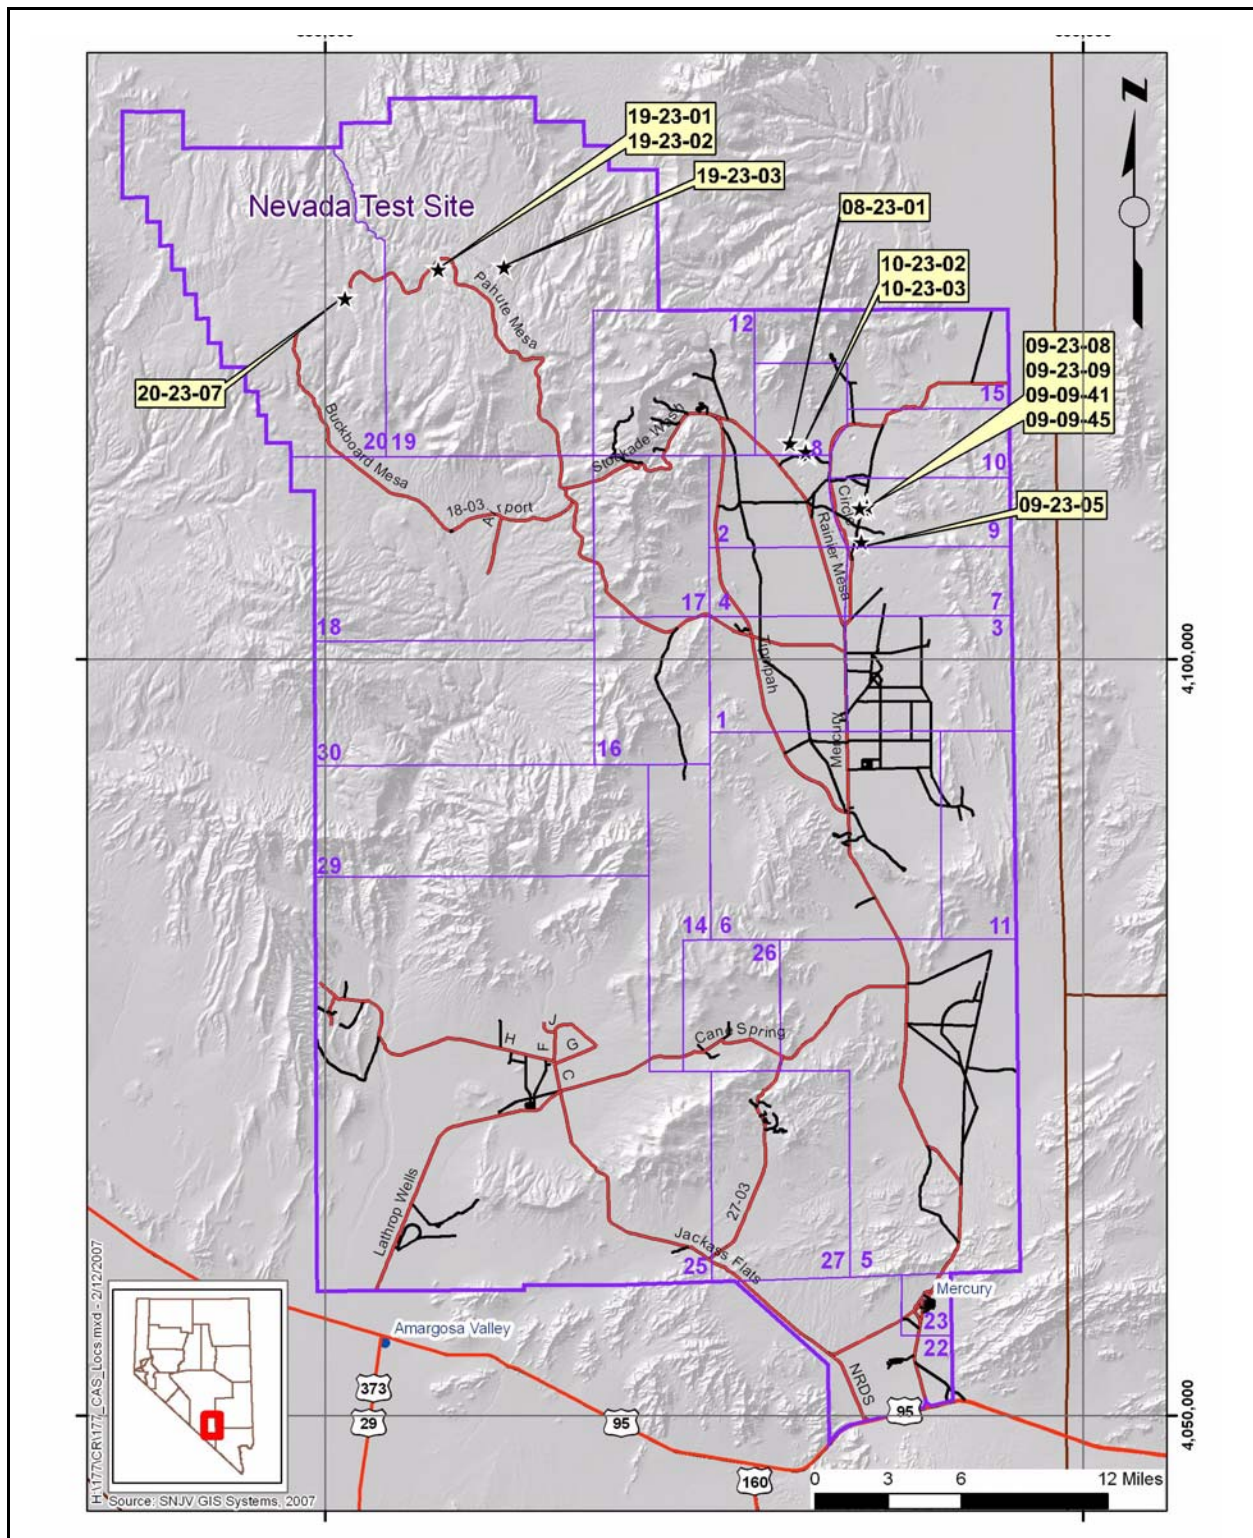 19-23-01
19-23-02
19-23-03
Nevada Test Site
08-23-01
10-23-02
10-23-03
Pahute Mesa
12
09-23-08
09-23-09
09-09-41
09-09-45
20-23-07
15
Buckboard Mesa
20
19
Stockade Wash
8
10
Circle
09-23-05
18-03
Airport
Rainier Mesa
2
9
17
4
7
18
3
Tippipah
4,100,000
1
Mercury
30
16
29
14
6
11
26
J
H
F
G
Cane Spring
C
Lathrop Wells
27-03
Jackass Flats
25
27
5
Mercury
23
22
Amargosa Valley
NRDS
373
29
95
95
160
4,050,000
0 3 6 12 Miles
H:\177\CR\177_CAS_Locs.mxd - 2/12/2007
Source: SNJV GIS Systems, 2007
Z